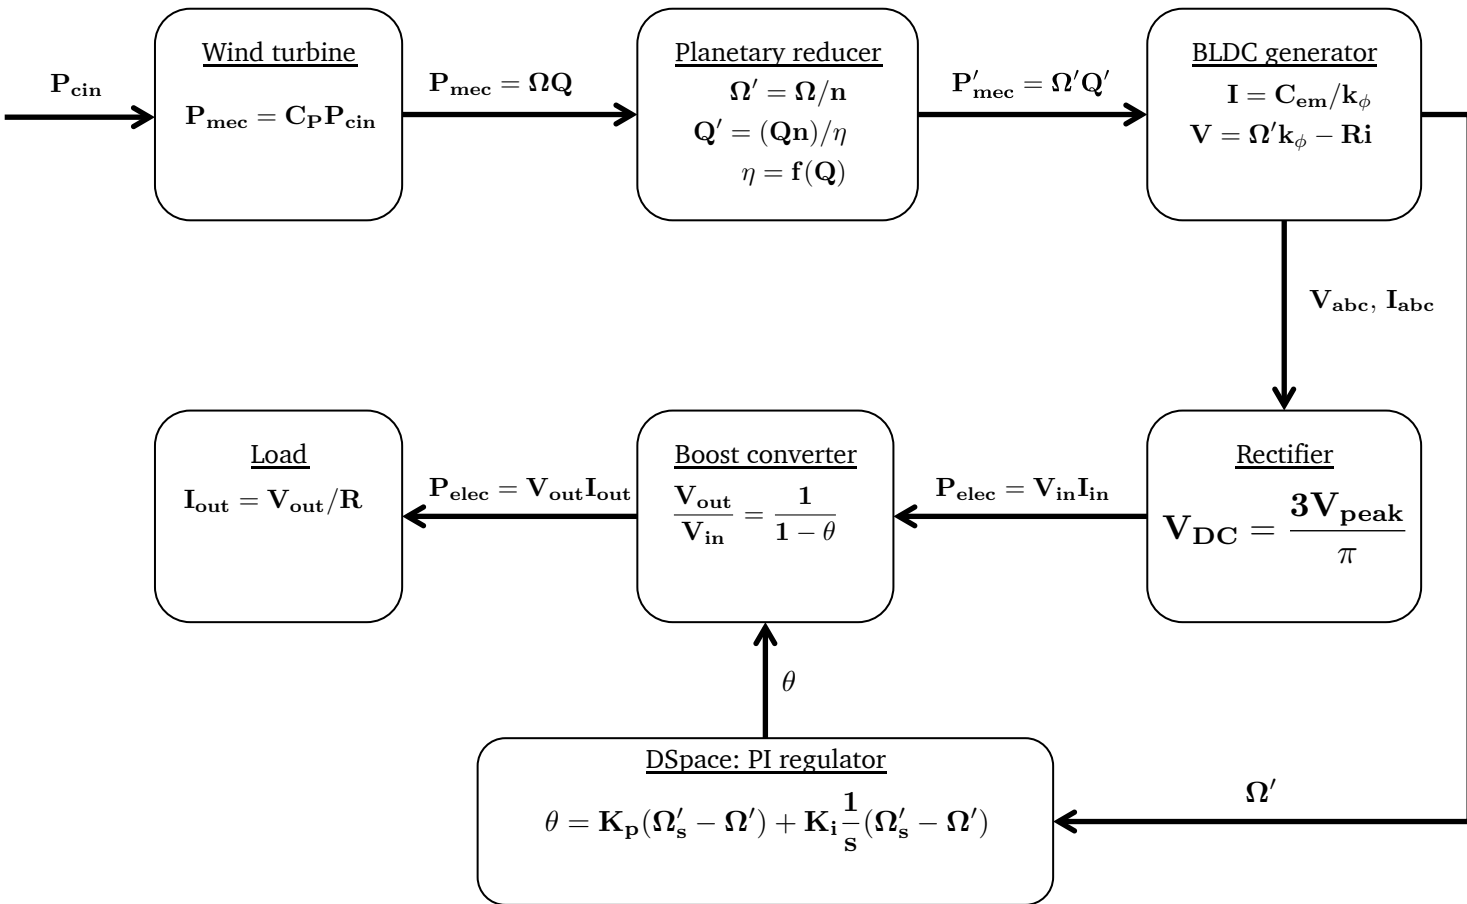 P_cin
Wind turbine
P_mec = C_P P_cin
P_mec = ΩQ
Planetary reducer
Ω′ = Ω/n
Q′ = (Qn)/η
η = f(Q)
P′_mec = Ω′Q′
BLDC generator
I = C_em/k_ϕ
V = Ω′k_ϕ − Ri
V_abc, I_abc
Load
I_out = V_out/R
P_elec = V_out I_out
Boost converter
V_out/V_in = 1/(1 − θ)
P_elec = V_in I_in
Rectifier
V_DC = 3V_peak/π
θ
DSpace: PI regulator
θ = K_p(Ω′_s − Ω′) + K_i 1/s (Ω′_s − Ω′)
Ω′